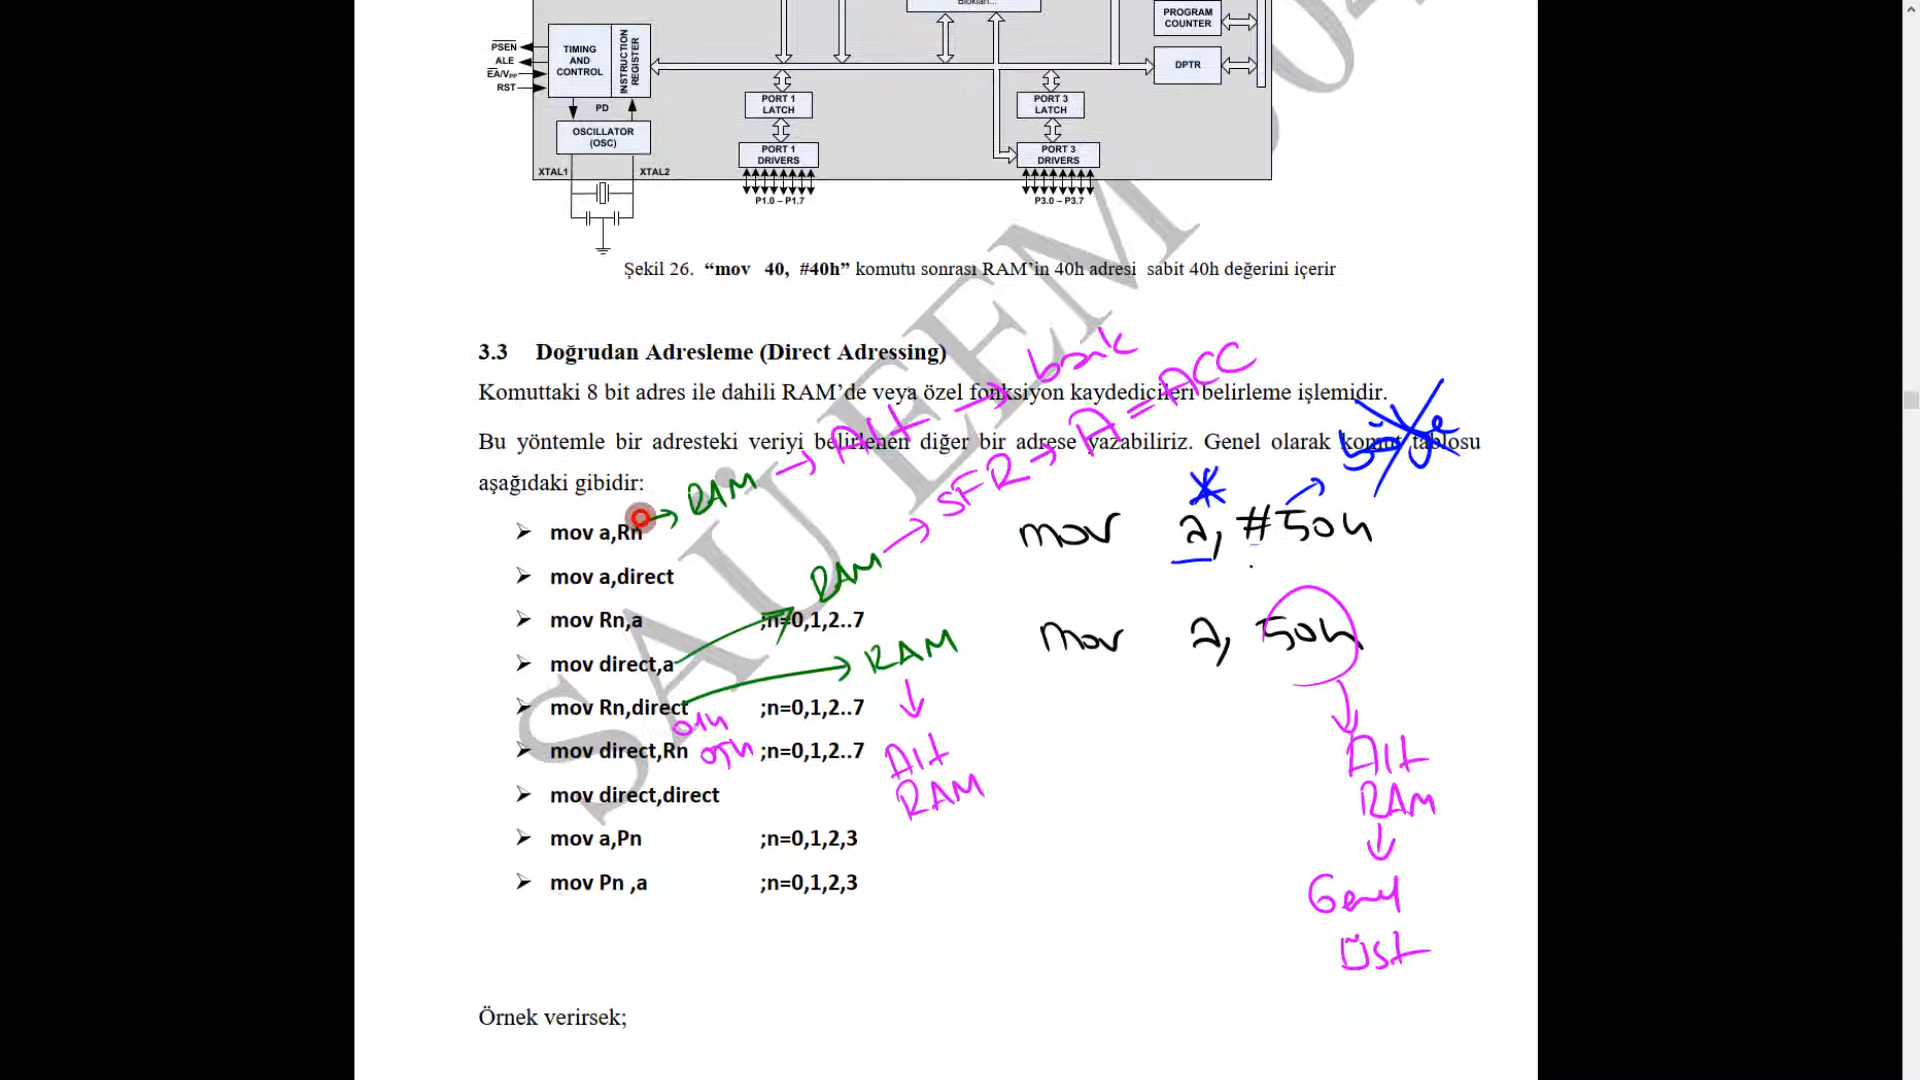 Blokları...
PROGRAM COUNTER
PSEN
ALE
EA/VPP
RST
TIMING AND CONTROL
INSTRUCTION REGISTER
DPTR
PD
PORT 1 LATCH
PORT 3 LATCH
OSCILLATOR (OSC)
PORT 1 DRIVERS
PORT 3 DRIVERS
XTAL1
XTAL2
P1.0 – P1.7
P3.0 – P3.7
Şekil 26. “mov 40, #40h” komutu sonrası RAM’in 40h adresi sabit 40h değerini içerir
3.3 Doğrudan Adresleme (Direct Adressing)
Komuttaki 8 bit adres ile dahili RAM’de veya özel fonksiyon kaydedicileri belirleme işlemidir.
Bu yöntemle bir adresteki veriyi belirlenen diğer bir adrese yazabiliriz. Genel olarak komut tablosu
aşağıdaki gibidir:
➢ mov a,Rn
➢ mov a,direct
➢ mov Rn,a ;n=0,1,2..7
➢ mov direct,a
➢ mov Rn,direct ;n=0,1,2..7
➢ mov direct,Rn ;n=0,1,2..7
➢ mov direct,direct
➢ mov a,Pn ;n=0,1,2,3
➢ mov Pn ,a ;n=0,1,2,3
Örnek verirsek;
→ RAM → Alt → bank
RAM → SFR → A = ACC
RAM
↓
Alt
RAM
01h
05h
mov a, #50h
mov a, 50h
Alt
RAM
↓
Genel
Üst
SAÜ EEM